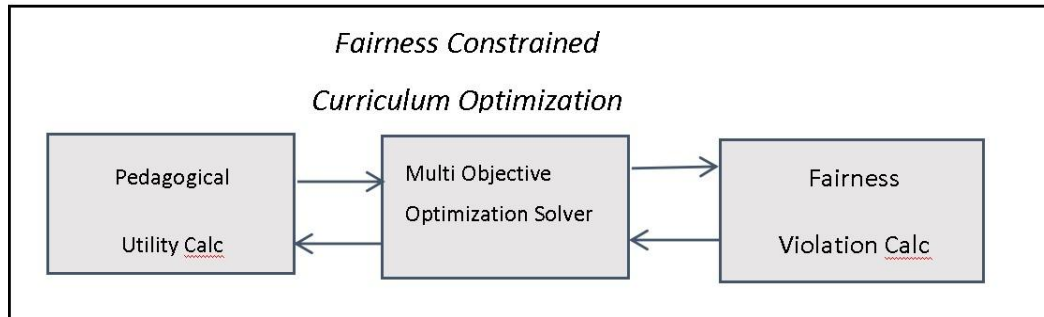 Fairness Constrained
Curriculum Optimization
Pedagogical
Utility Calc
Multi Objective
Optimization Solver
Fairness
Violation Calc